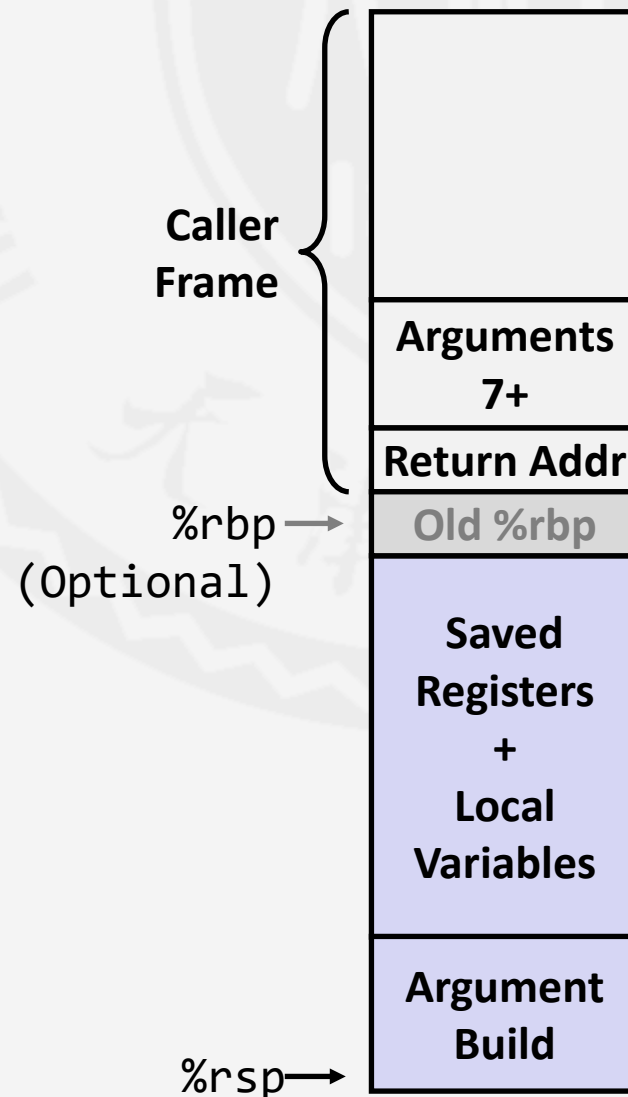 Caller
Frame
Arguments
7+
Return Addr
%rbp
(Optional)
Old %rbp
Saved
Registers
+
Local
Variables
Argument
Build
%rsp